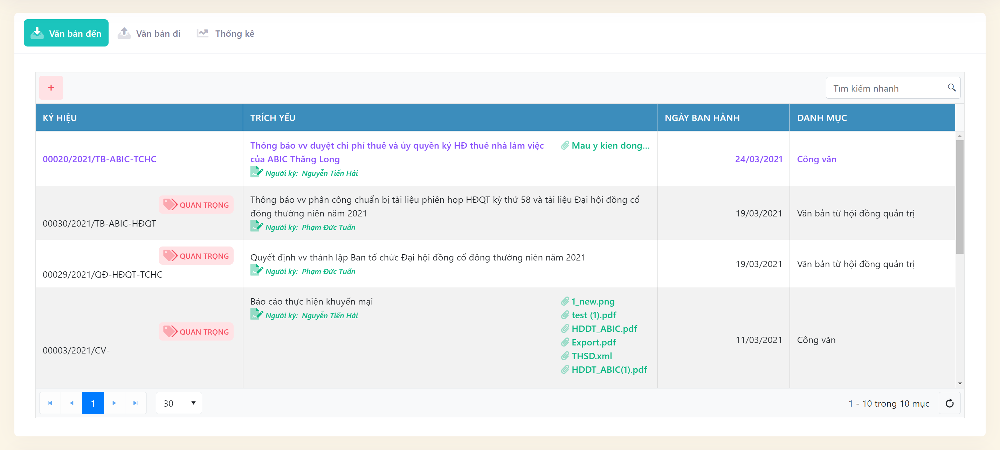 Văn bản đến Văn bản đi Thống kê
+
Tìm kiếm nhanh
KÝ HIỆU TRÍCH YẾU NGÀY BAN HÀNH DANH MỤC
00020/2021/TB-ABIC-TCHC
Thông báo vv duyệt chi phí thuê và ủy quyền ký HĐ thuê nhà làm việc
của ABIC Thăng Long
Người ký: Nguyễn Tiến Hải
Mau y kien dong...
24/03/2021
Công văn
QUAN TRỌNG
00030/2021/TB-ABIC-HĐQT
Thông báo vv phân công chuẩn bị tài liệu phiên họp HĐQT kỳ thứ 58 và tài liệu Đại hội đồng cổ
đông thường niên năm 2021
Người ký: Phạm Đức Tuấn
19/03/2021
Văn bản từ hội đồng quản trị
QUAN TRỌNG
00029/2021/QĐ-HĐQT-TCHC
Quyết định vv thành lập Ban tổ chức Đại hội đồng cổ đông thường niên năm 2021
Người ký: Phạm Đức Tuấn
19/03/2021
Văn bản từ hội đồng quản trị
QUAN TRỌNG
00003/2021/CV-
Báo cáo thực hiện khuyến mại
Người ký: Nguyễn Tiến Hải
1_new.png
test (1).pdf
HDDT_ABIC.pdf
Export.pdf
THSD.xml
HDDT_ABIC(1).pdf
11/03/2021
Công văn
1
30
1 - 10 trong 10 mục